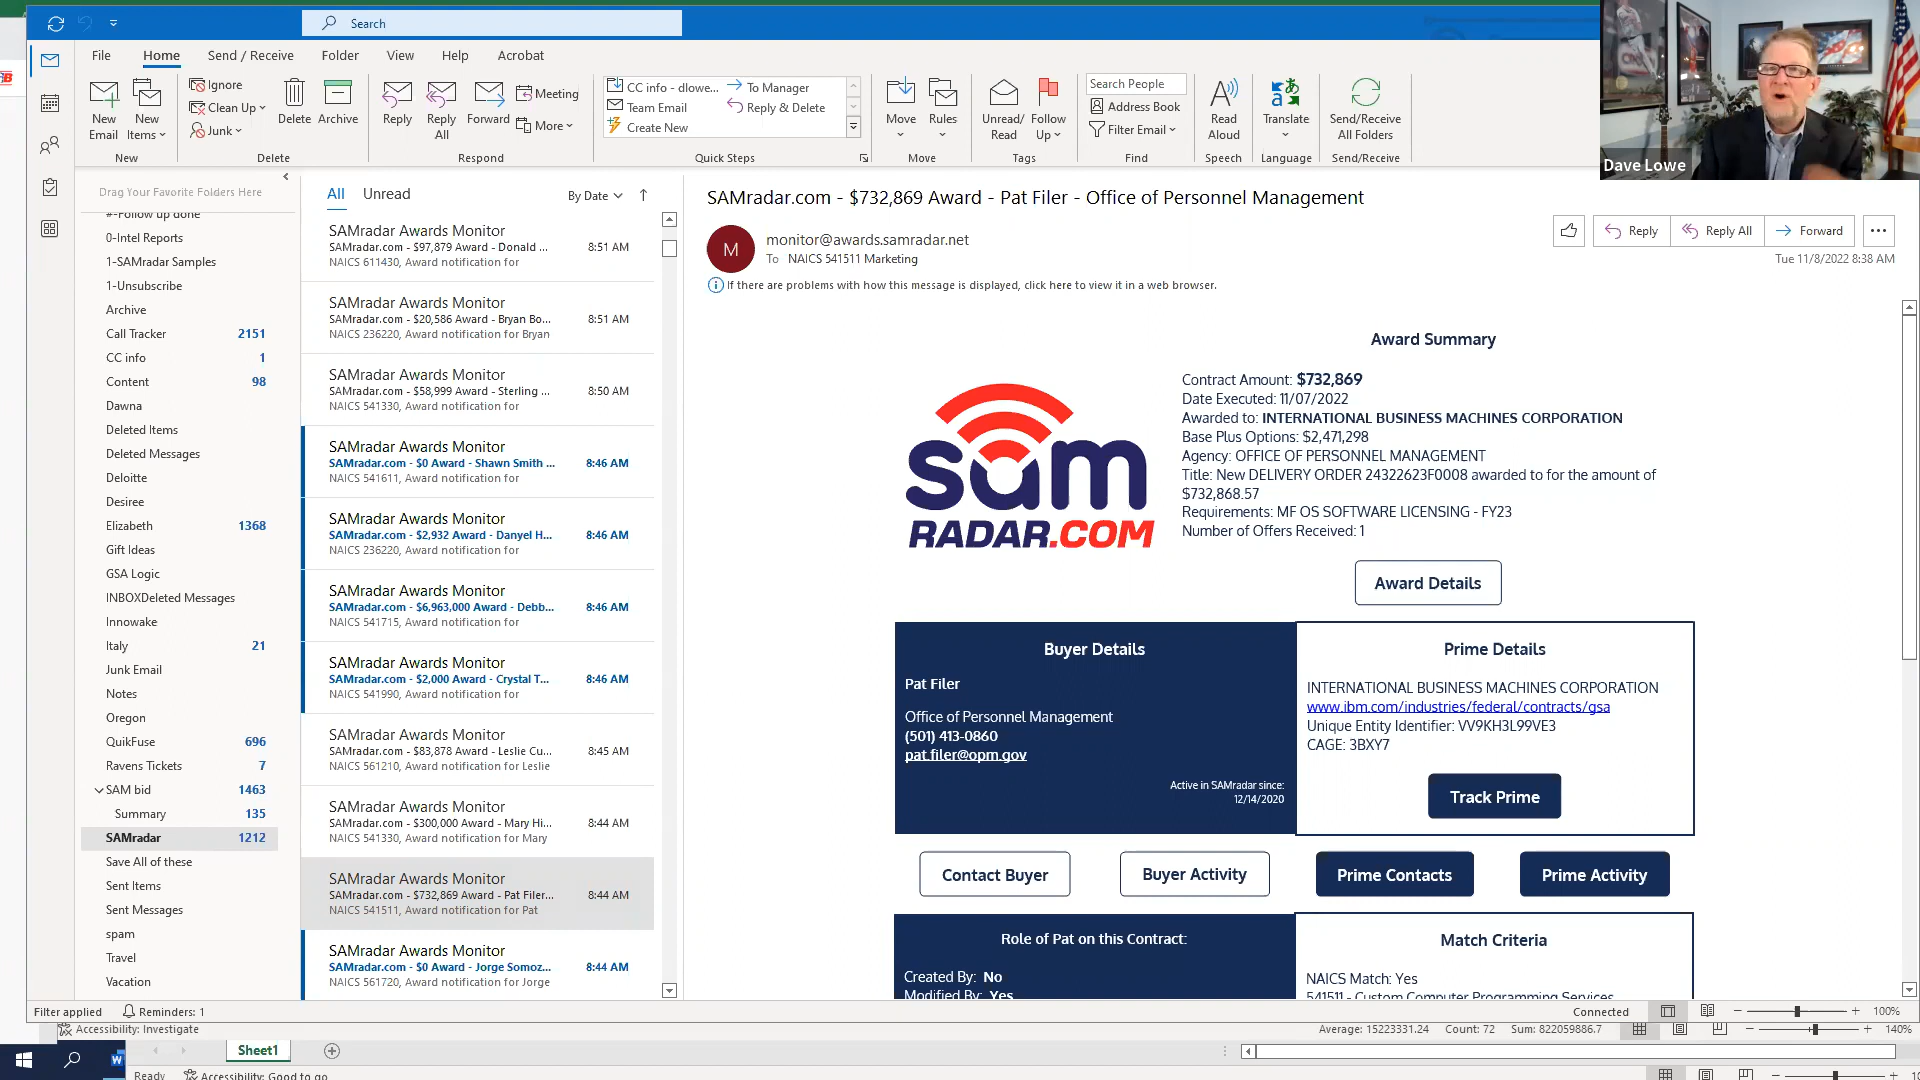 Search
File
Home
Send / Receive
Folder
View
Help
Acrobat
New
Email
New
Items
New
Ignore
Clean Up
Junk
Delete
Archive
Delete
Reply
Reply
All
Forward
Meeting
More
Respond
CC info - dlowe...
To Manager
Team Email
Reply & Delete
Create New
Quick Steps
Move
Rules
Move
Unread/
Read
Follow
Up
Tags
Search People
Address Book
Filter Email
Find
Read
Aloud
Speech
Translate
Language
Send/Receive
All Folders
Send/Receive
Dave Lowe
Drag Your Favorite Folders Here
#-Follow up done
0-Intel Reports
1-SAMradar Samples
1-Unsubscribe
Archive
Call Tracker 2151
CC info 1
Content 98
Dawna
Deleted Items
Deleted Messages
Deloitte
Desiree
Elizabeth 1368
Gift Ideas
GSA Logic
INBOXDeleted Messages
Innowake
Italy 21
Junk Email
Notes
Oregon
QuikFuse 696
Ravens Tickets 7
SAM bid 1463
Summary 135
SAMradar 1212
Save All of these
Sent Items
Sent Messages
spam
Travel
Vacation
All
Unread
By Date
SAMradar Awards Monitor
SAMradar.com - $97,879 Award - Donald ... 8:51 AM
NAICS 611430, Award notification for
SAMradar Awards Monitor
SAMradar.com - $20,586 Award - Bryan Bo... 8:51 AM
NAICS 236220, Award notification for Bryan
SAMradar Awards Monitor
SAMradar.com - $58,999 Award - Sterling ... 8:50 AM
NAICS 541330, Award notification for
SAMradar Awards Monitor
SAMradar.com - $0 Award - Shawn Smith ... 8:46 AM
NAICS 541611, Award notification for
SAMradar Awards Monitor
SAMradar.com - $2,932 Award - Danyel H... 8:46 AM
NAICS 236220, Award notification for
SAMradar Awards Monitor
SAMradar.com - $6,963,000 Award - Debb... 8:46 AM
NAICS 541715, Award notification for
SAMradar Awards Monitor
SAMradar.com - $2,000 Award - Crystal T... 8:46 AM
NAICS 541990, Award notification for
SAMradar Awards Monitor
SAMradar.com - $83,878 Award - Leslie Cu... 8:45 AM
NAICS 561210, Award notification for Leslie
SAMradar Awards Monitor
SAMradar.com - $300,000 Award - Mary Hi... 8:44 AM
NAICS 541330, Award notification for Mary
SAMradar Awards Monitor
SAMradar.com - $732,869 Award - Pat Filer... 8:44 AM
NAICS 541511, Award notification for Pat
SAMradar Awards Monitor
SAMradar.com - $0 Award - Jorge Somoz... 8:44 AM
NAICS 561720, Award notification for Jorge
SAMradar.com - $732,869 Award - Pat Filer - Office of Personnel Management
M
monitor@awards.samradar.net
To NAICS 541511 Marketing
Reply
Reply All
Forward
Tue 11/8/2022 8:38 AM
If there are problems with how this message is displayed, click here to view it in a web browser.
sam
RADAR.COM
Award Summary
Contract Amount: $732,869
Date Executed: 11/07/2022
Awarded to: INTERNATIONAL BUSINESS MACHINES CORPORATION
Base Plus Options: $2,471,298
Agency: OFFICE OF PERSONNEL MANAGEMENT
Title: New DELIVERY ORDER 24322623F0008 awarded to for the amount of
$732,868.57
Requirements: MF OS SOFTWARE LICENSING - FY23
Number of Offers Received: 1
Award Details
Buyer Details
Pat Filer
Office of Personnel Management
(501) 413-0860
pat.filer@opm.gov
Active in SAMradar since:
12/14/2020
Prime Details
INTERNATIONAL BUSINESS MACHINES CORPORATION
www.ibm.com/industries/federal/contracts/gsa
Unique Entity Identifier: VV9KH3L99VE3
CAGE: 3BXY7
Track Prime
Contact Buyer
Buyer Activity
Prime Contacts
Prime Activity
Role of Pat on this Contract:
Created By: No
Modified By: Yes
Match Criteria
NAICS Match: Yes
541511 - Custom Computer Programming Services
Filter applied
Reminders: 1
Connected
100%
Accessibility: Investigate
Average: 15223331.24 Count: 72 Sum: 822059886.7
140%
Sheet1
Ready
Accessibility: Good to go